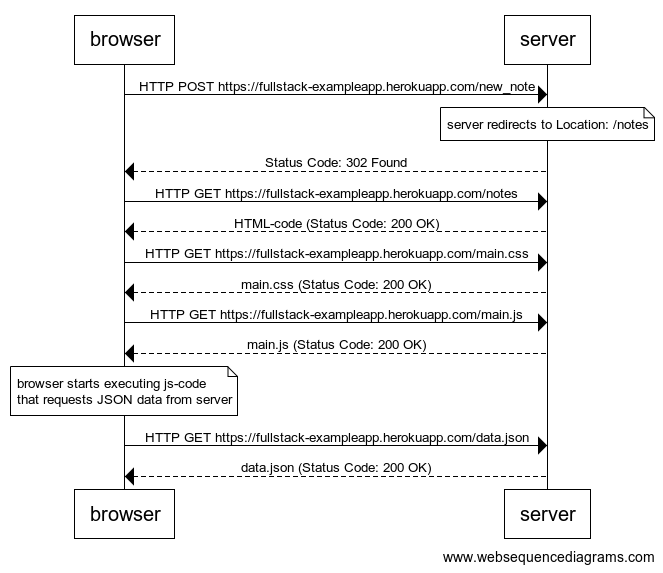 browser
server
HTTP POST https://fullstack-exampleapp.herokuapp.com/new_note
server redirects to Location: /notes
Status Code: 302 Found
HTTP GET https://fullstack-exampleapp.herokuapp.com/notes
HTML-code (Status Code: 200 OK)
HTTP GET https://fullstack-exampleapp.herokuapp.com/main.css
main.css (Status Code: 200 OK)
HTTP GET https://fullstack-exampleapp.herokuapp.com/main.js
main.js (Status Code: 200 OK)
browser starts executing js-code
that requests JSON data from server
HTTP GET https://fullstack-exampleapp.herokuapp.com/data.json
data.json (Status Code: 200 OK)
browser
server
www.websequencediagrams.com